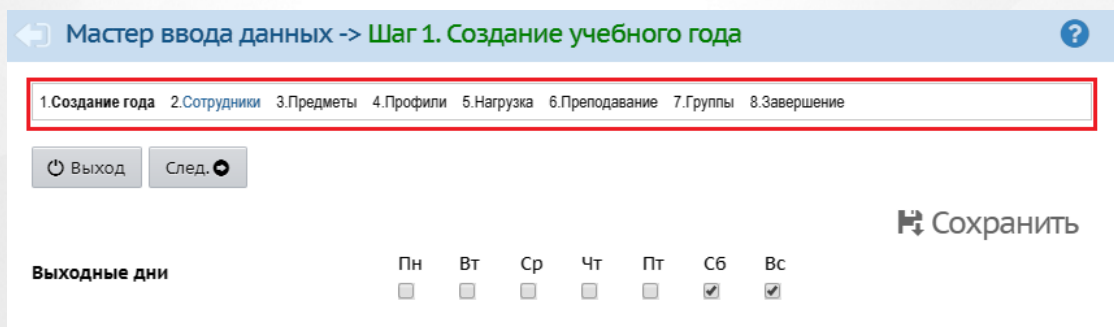 Мастер ввода данных -> Шаг 1. Создание учебного года ?
1.Создание года 2.Сотрудники 3.Предметы 4.Профили 5.Нагрузка 6.Преподавание 7.Группы 8.Завершение
Выход След.
Сохранить
Выходные дни Пн Вт Ср Чт Пт Сб Вс